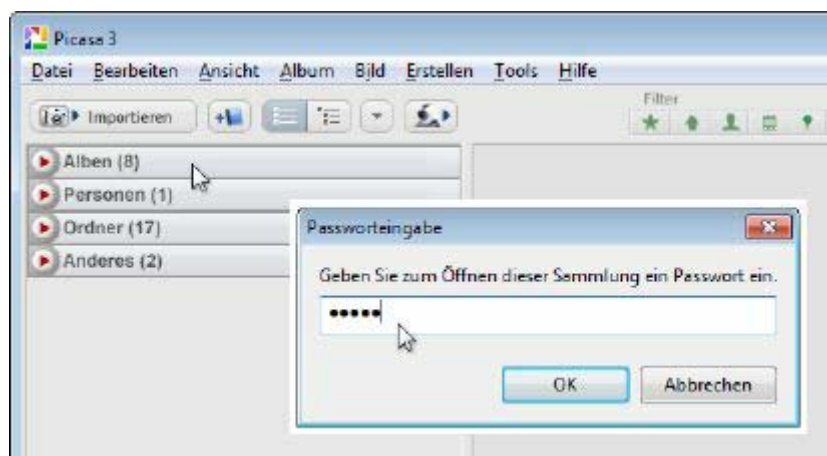 Picasa 3
Datei Bearbeiten Ansicht Album Bild Erstellen Tools Hilfe
Importieren
Filter
Alben (8)
Personen (1)
Ordner (17)
Anderes (2)
Passworteingabe
Geben Sie zum Öffnen dieser Sammlung ein Passwort ein.
•••••
OK Abbrechen